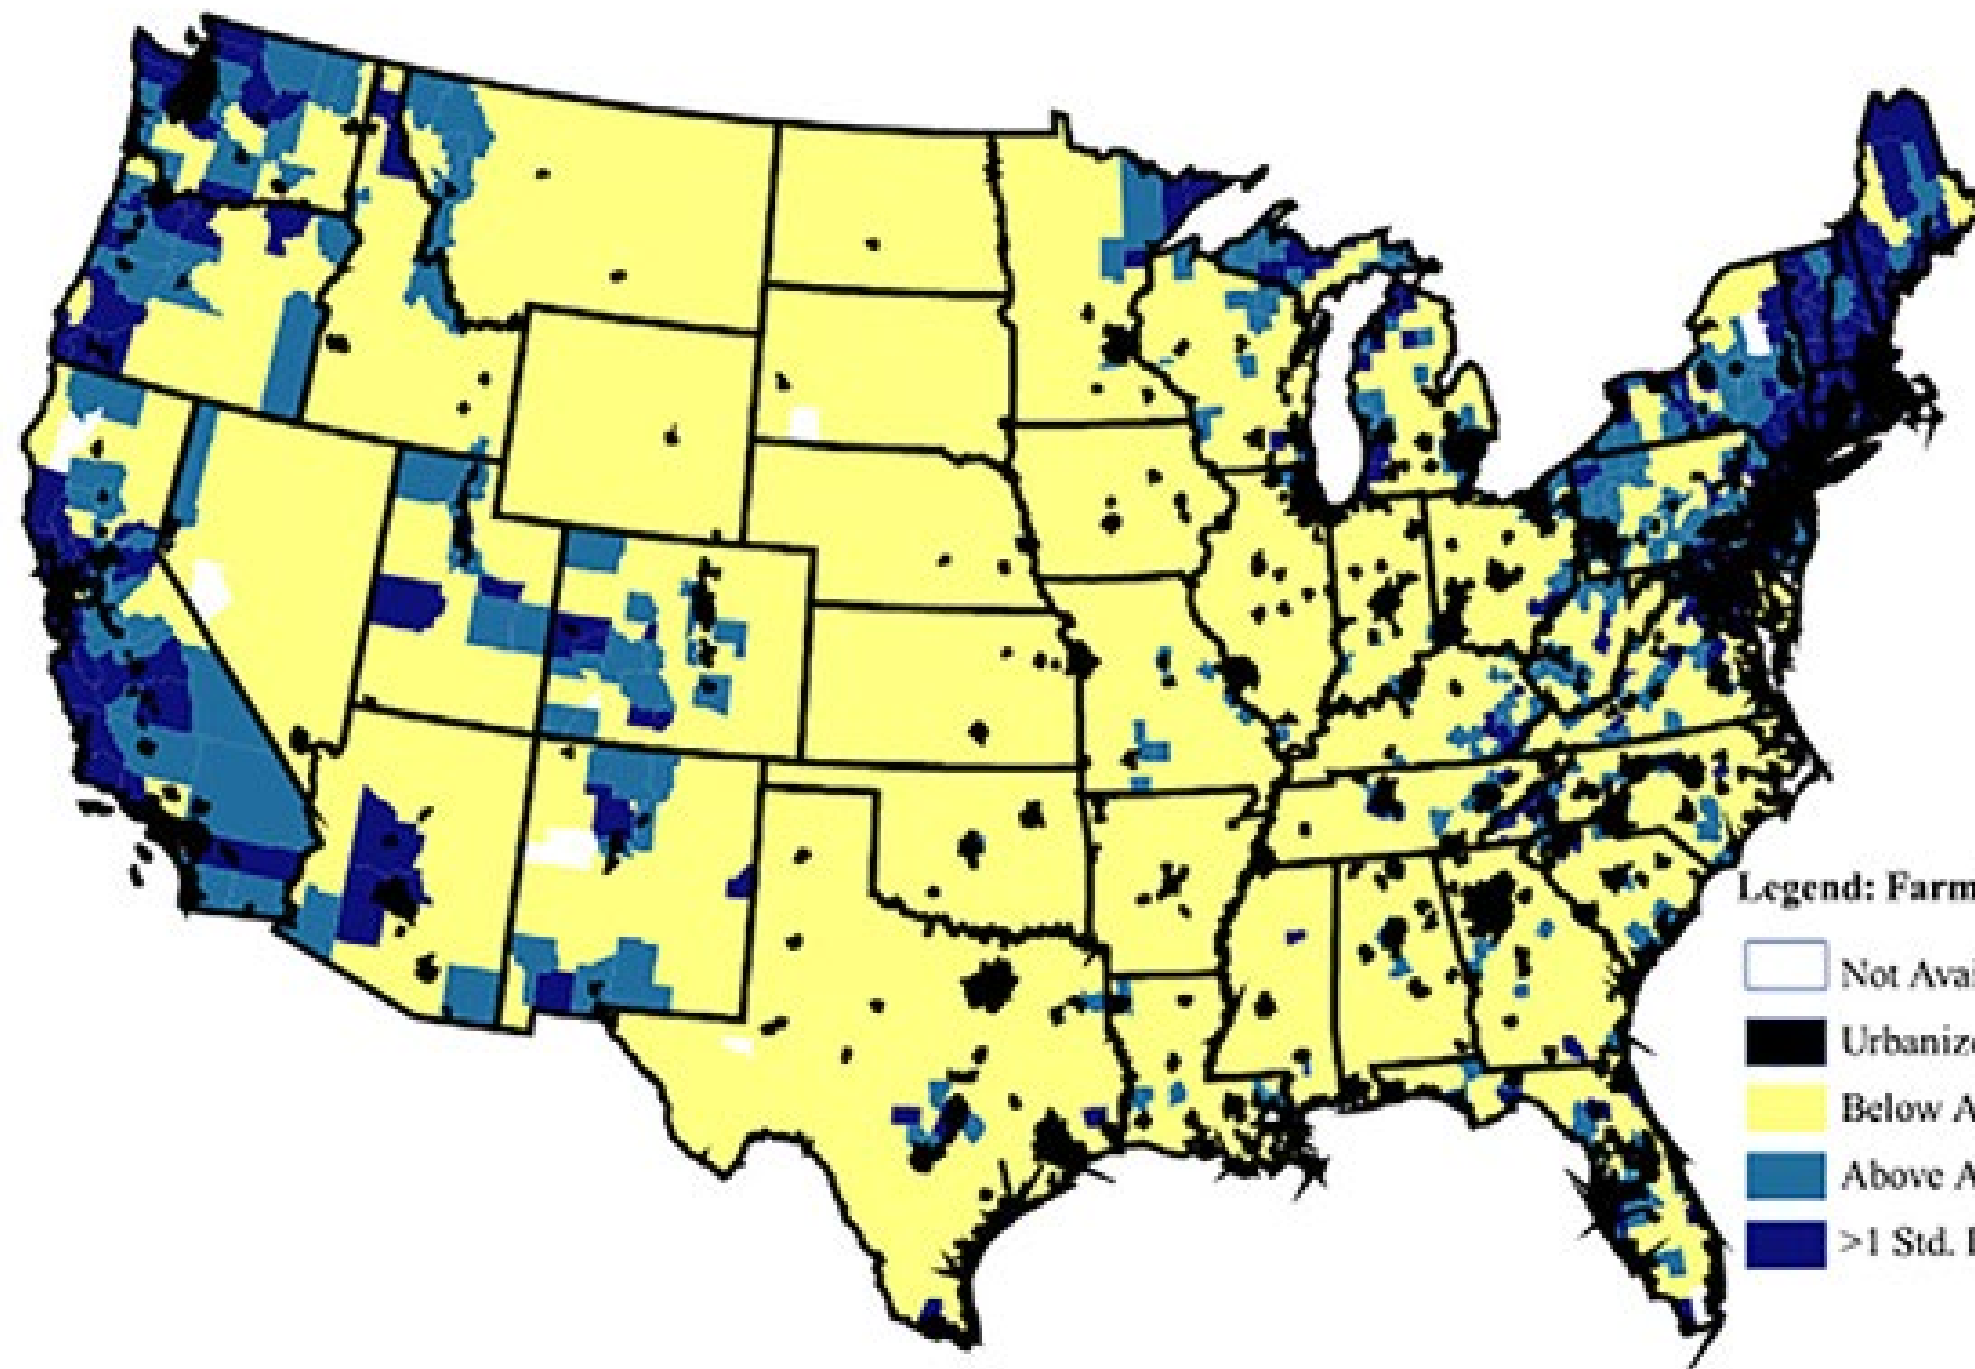 Legend: Farm
Not Avai
Urbaniz
Below A
Above A
>1 Std.